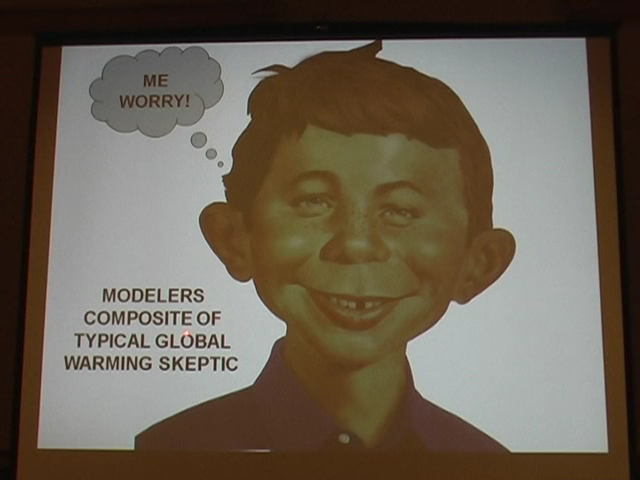 ME
WORRY!
MODELERS
COMPOSITE OF
TYPICAL GLOBAL
WARMING SKEPTIC